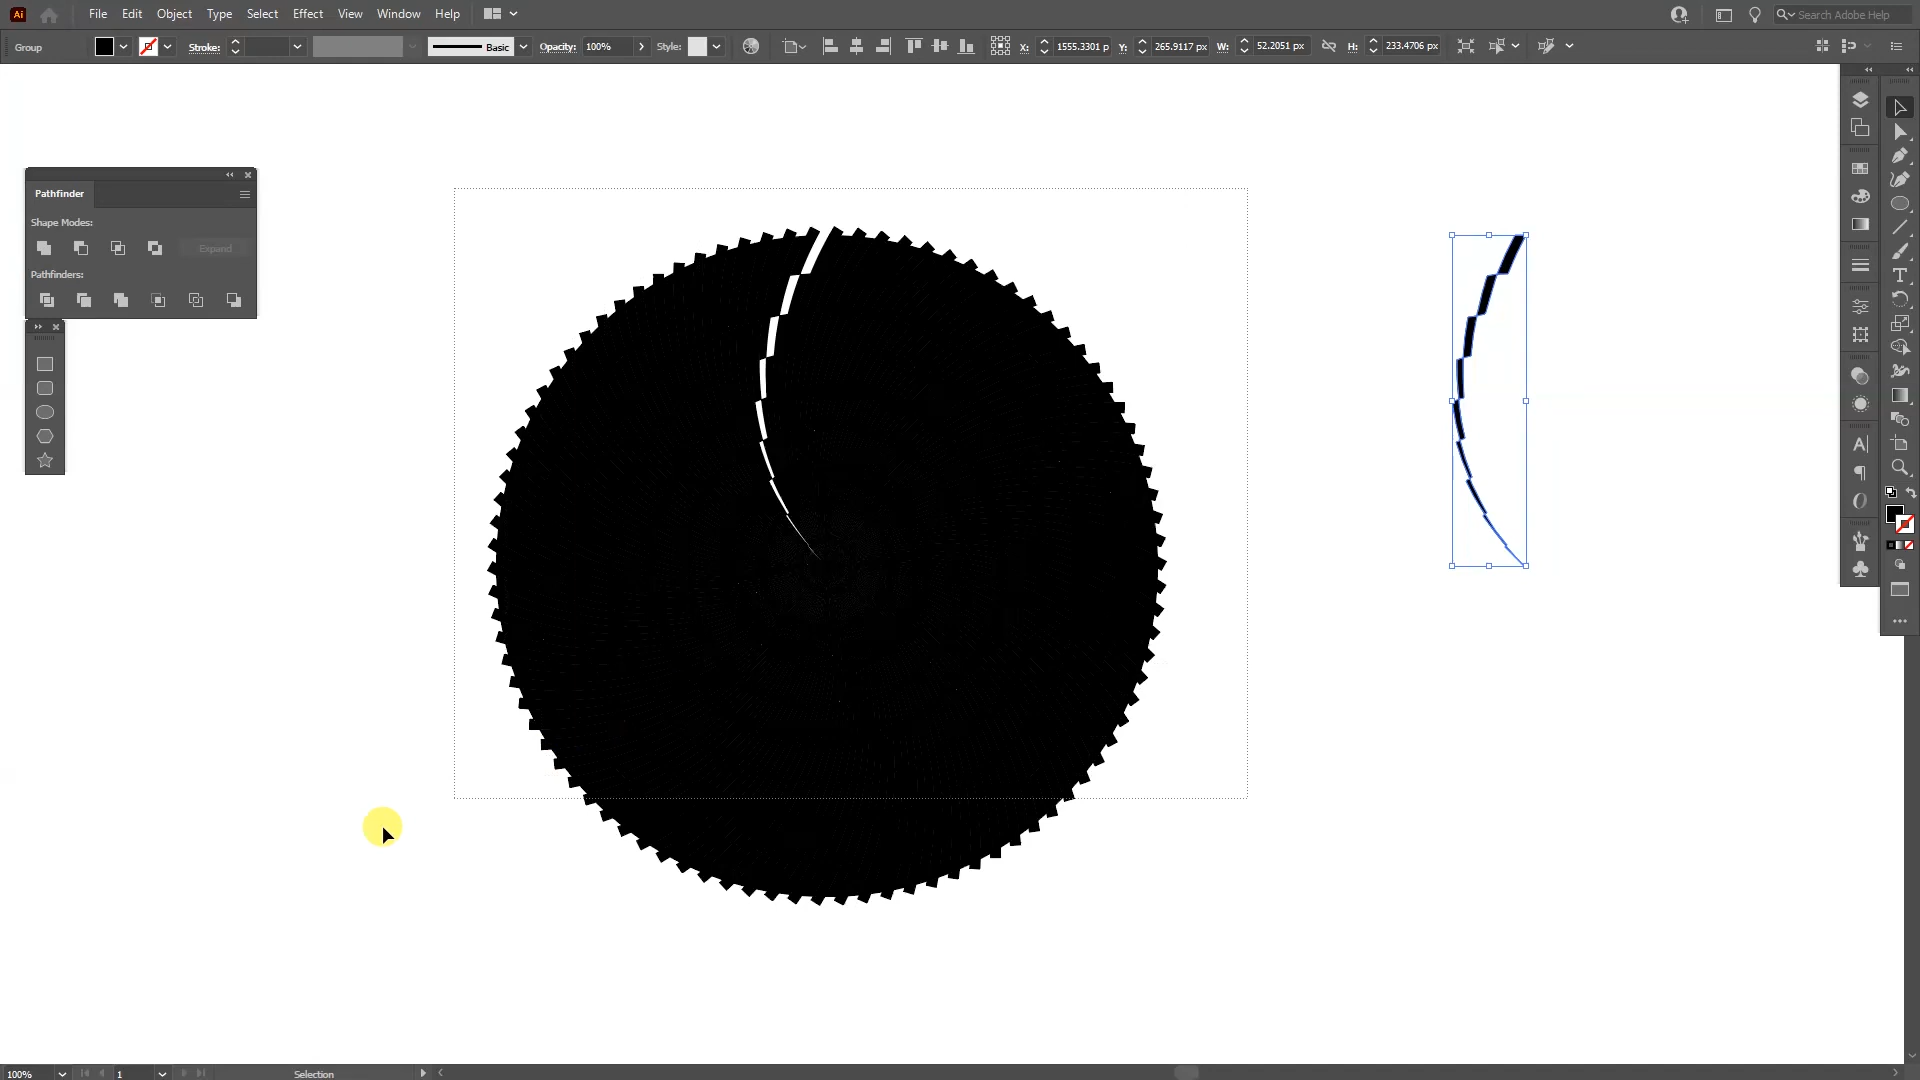 Ai File Edit Object Type Select Effect View Window Help Search Adobe Help
Group Stroke: Basic Opacity: 100% Style: X: 1555.3301 p Y: 265.9117 px W: 52.2051 px H: 233.4706 px
Pathfinder
Shape Modes:
Expand
Pathfinders:
100% 1 Selection